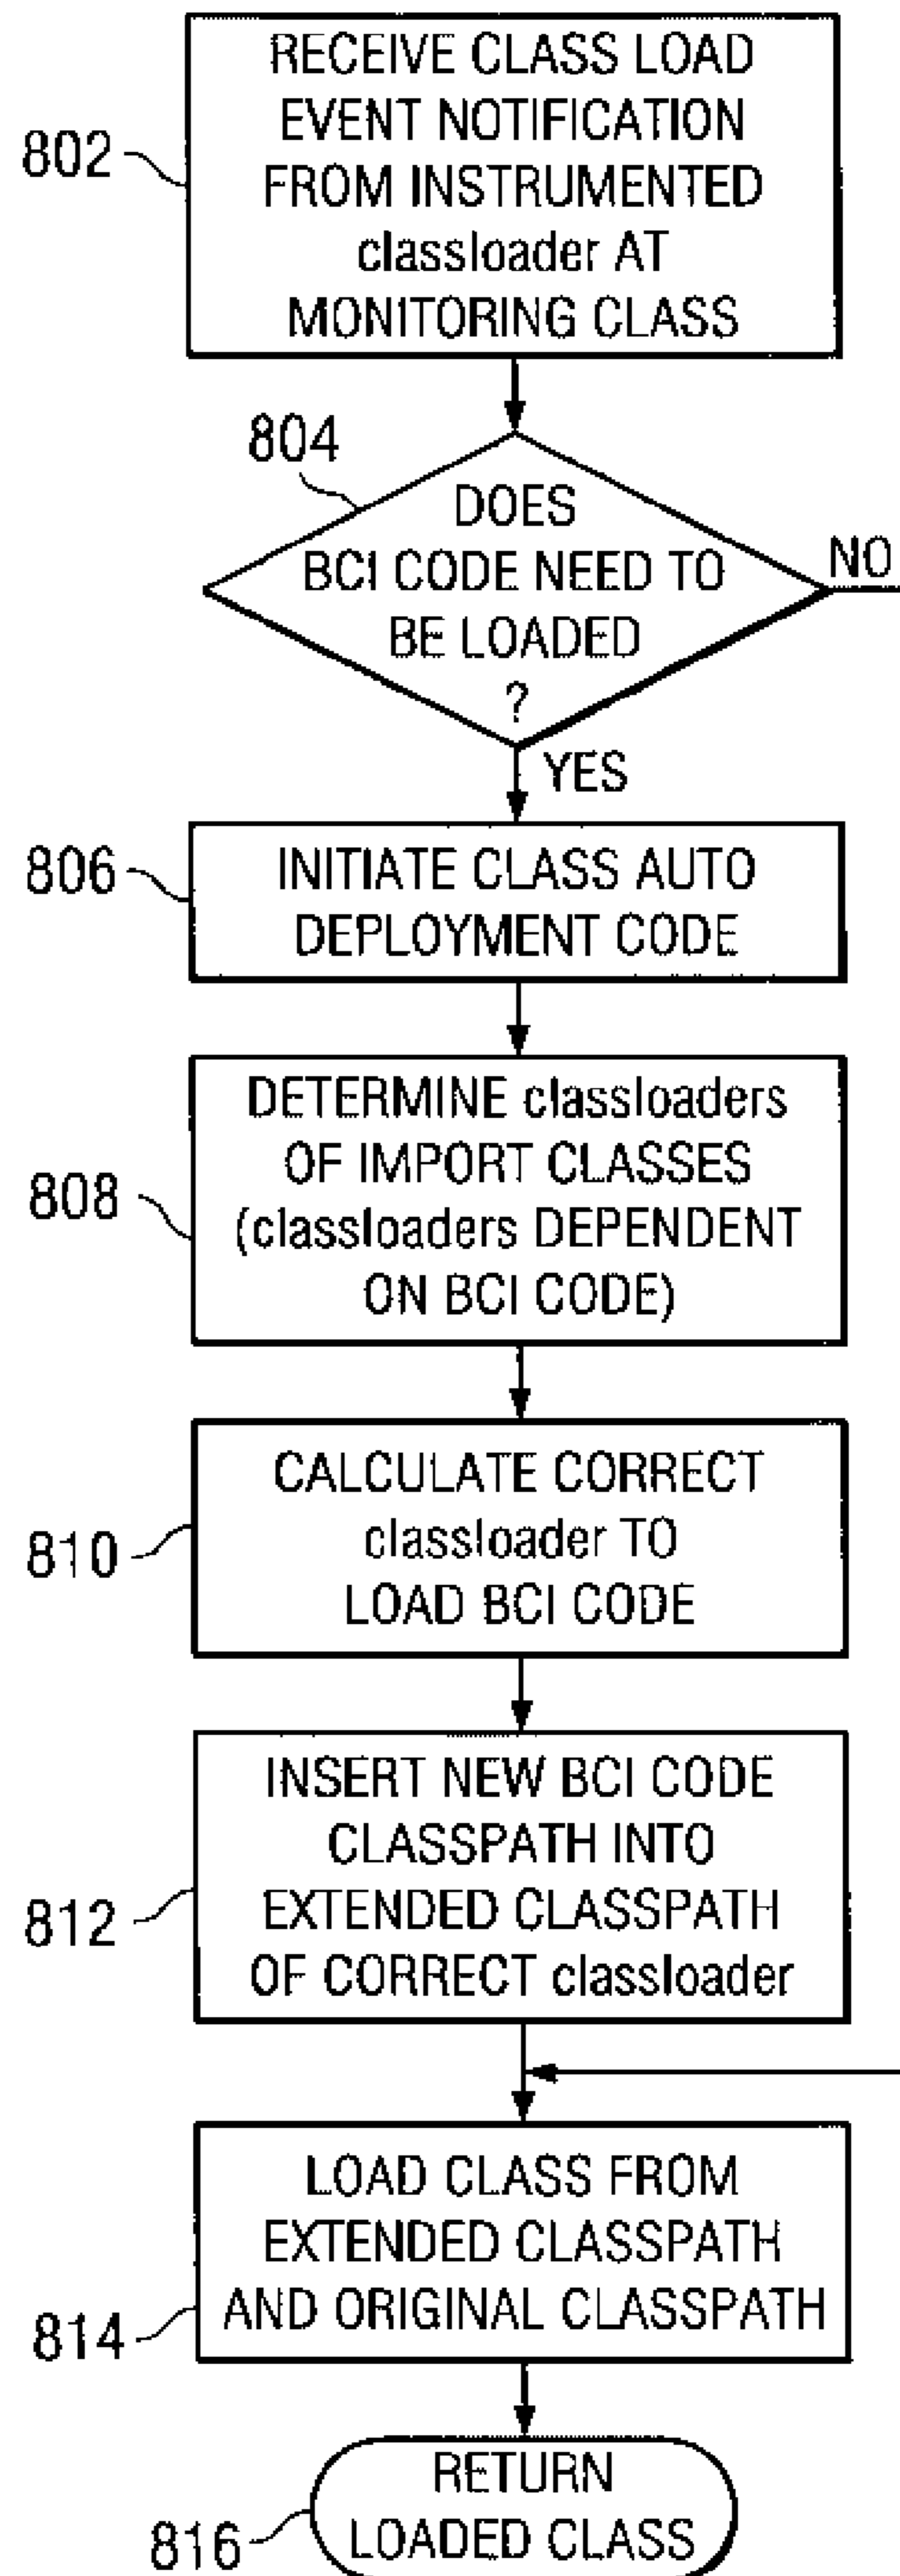 RECEIVE CLASS LOAD
EVENT NOTIFICATION
FROM INSTRUMENTED
classloader AT
MONITORING CLASS
802
804
DOES
BCI CODE NEED TO
BE LOADED
?
NO
YES
806
INITIATE CLASS AUTO
DEPLOYMENT CODE
808
DETERMINE classloaders
OF IMPORT CLASSES
(classloaders DEPENDENT
ON BCI CODE)
810
CALCULATE CORRECT
classloader TO
LOAD BCI CODE
812
INSERT NEW BCI CODE
CLASSPATH INTO
EXTENDED CLASSPATH
OF CORRECT classloader
814
LOAD CLASS FROM
EXTENDED CLASSPATH
AND ORIGINAL CLASSPATH
816
RETURN
LOADED CLASS